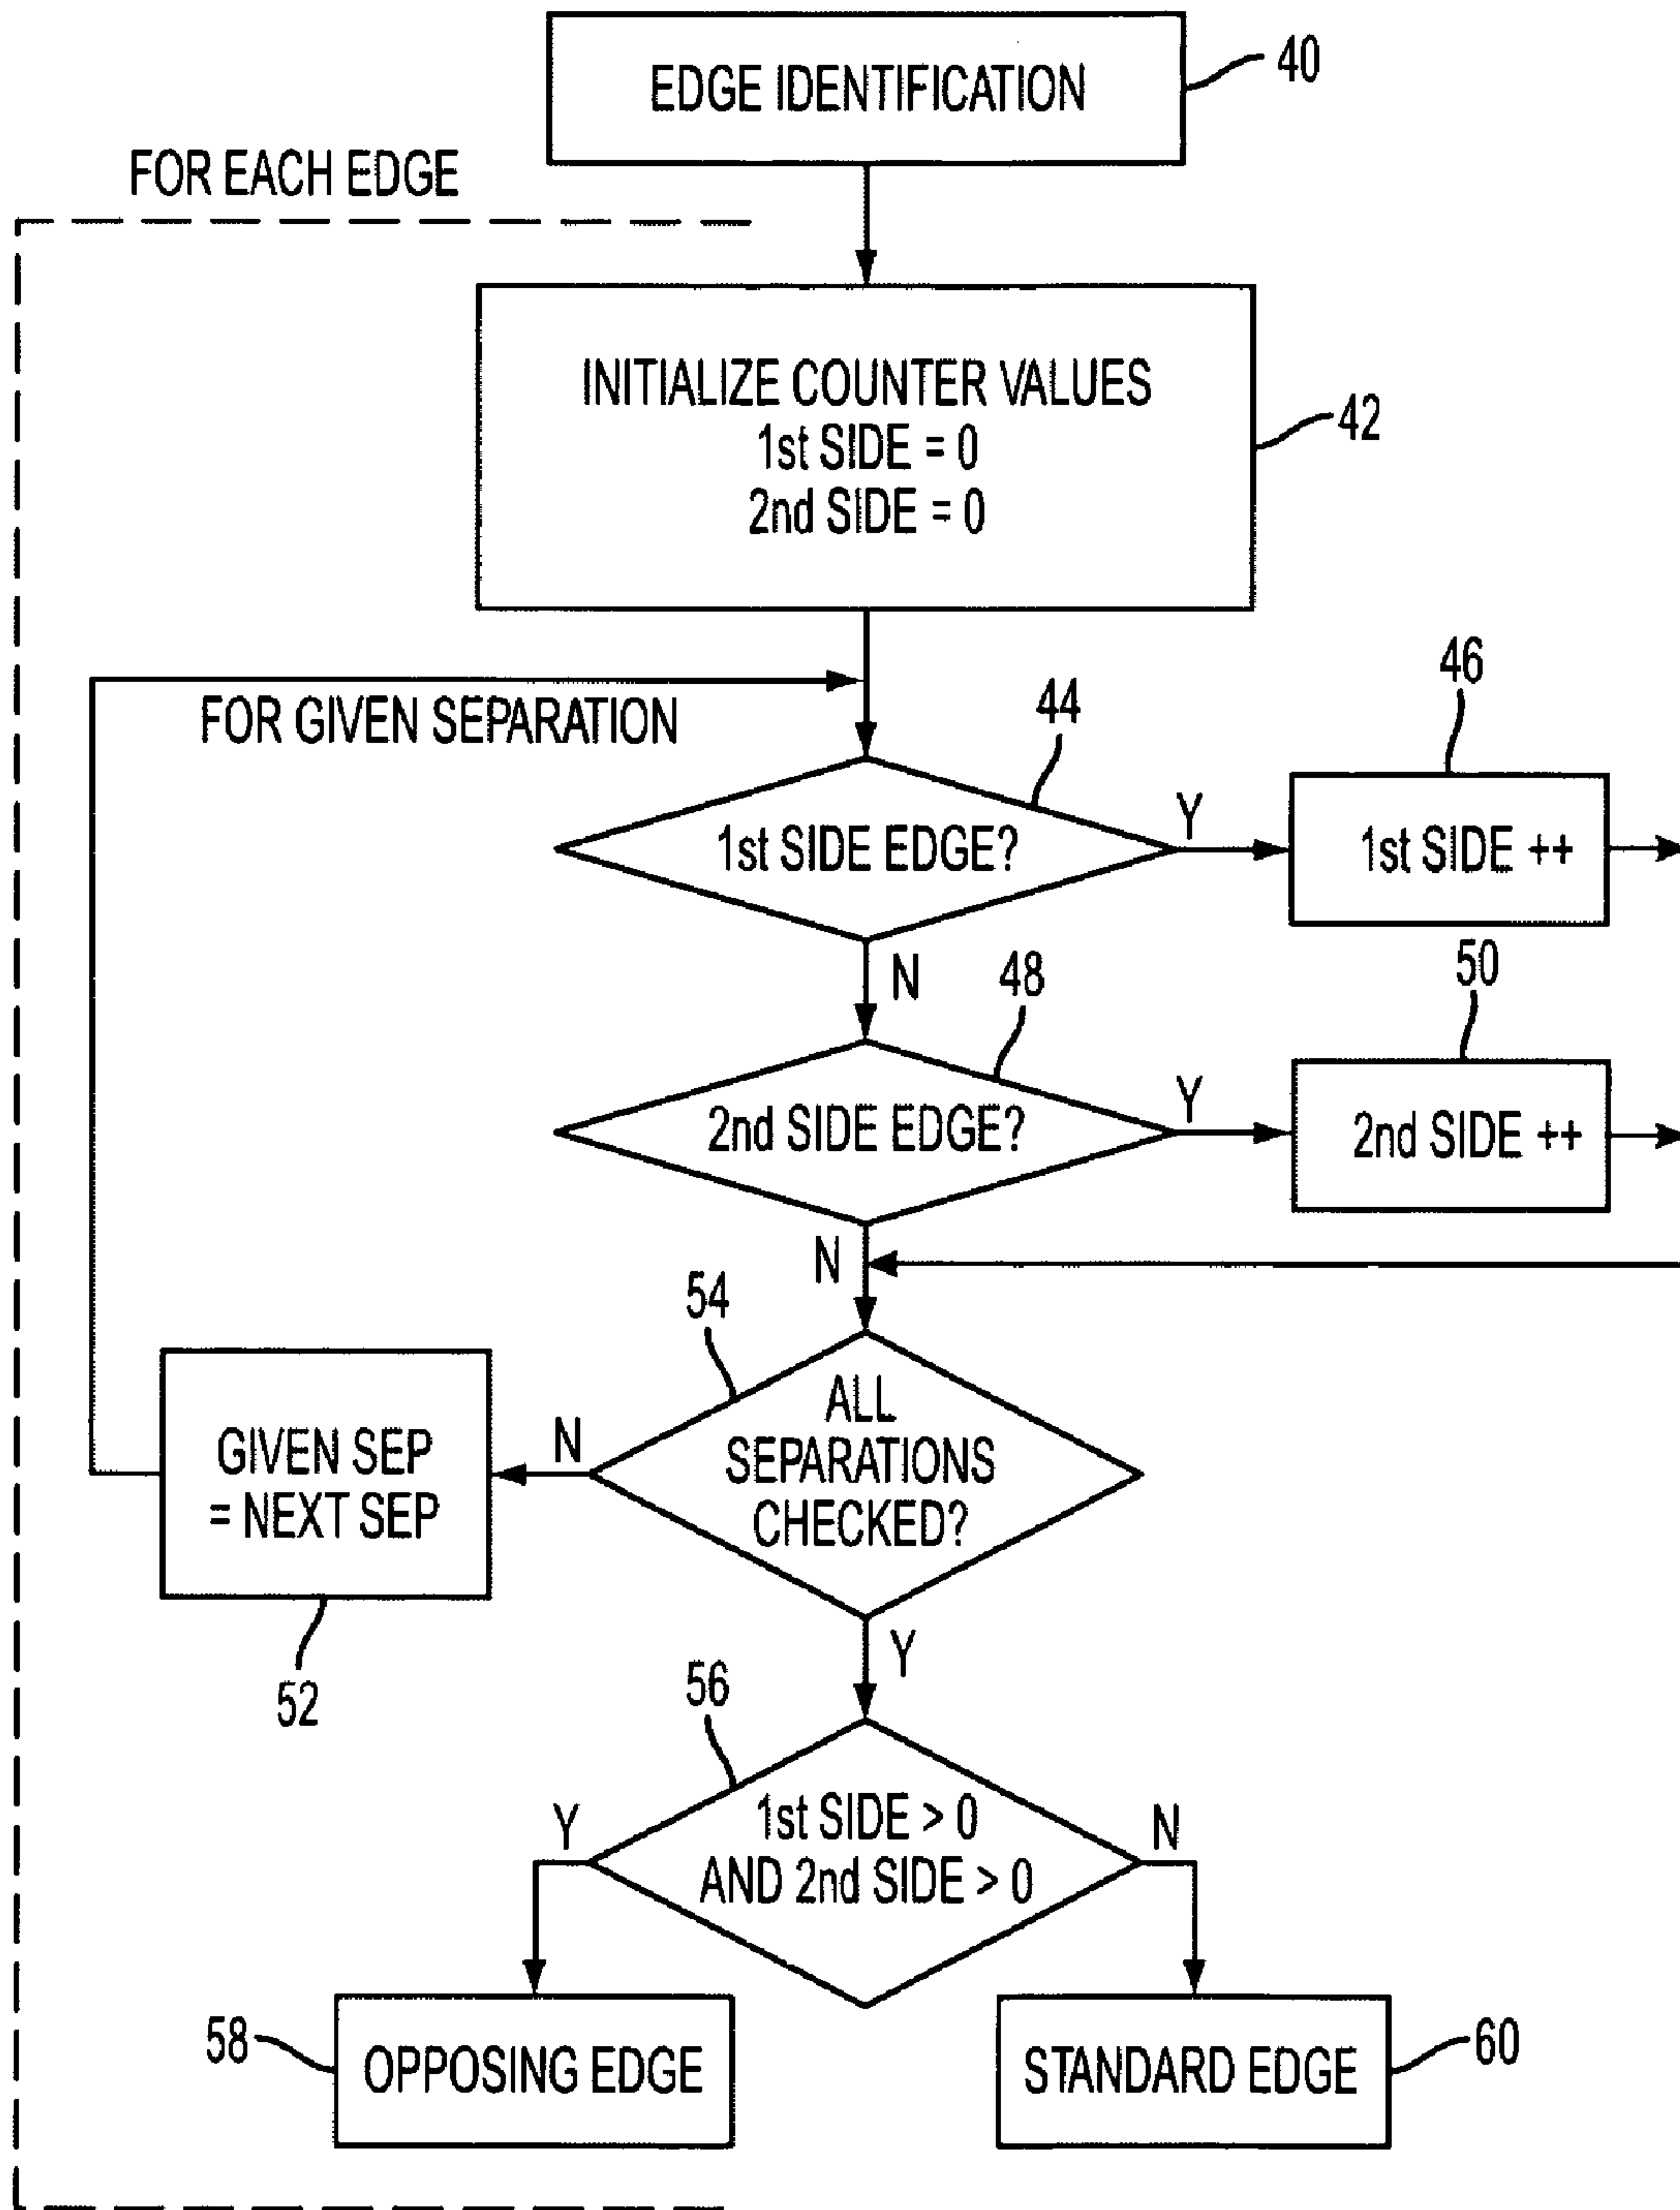 EDGE IDENTIFICATION
40
FOR EACH EDGE
INITIALIZE COUNTER VALUES
1st SIDE = 0
2nd SIDE = 0
42
FOR GIVEN SEPARATION
44
46
1st SIDE EDGE?
Y
1st SIDE ++
N
48
50
2nd SIDE EDGE?
Y
2nd SIDE ++
N
54
ALL
SEPARATIONS
CHECKED?
N
GIVEN SEP
= NEXT SEP
52
Y
56
1st SIDE > 0
AND 2nd SIDE > 0
Y
N
58
OPPOSING EDGE
STANDARD EDGE
60